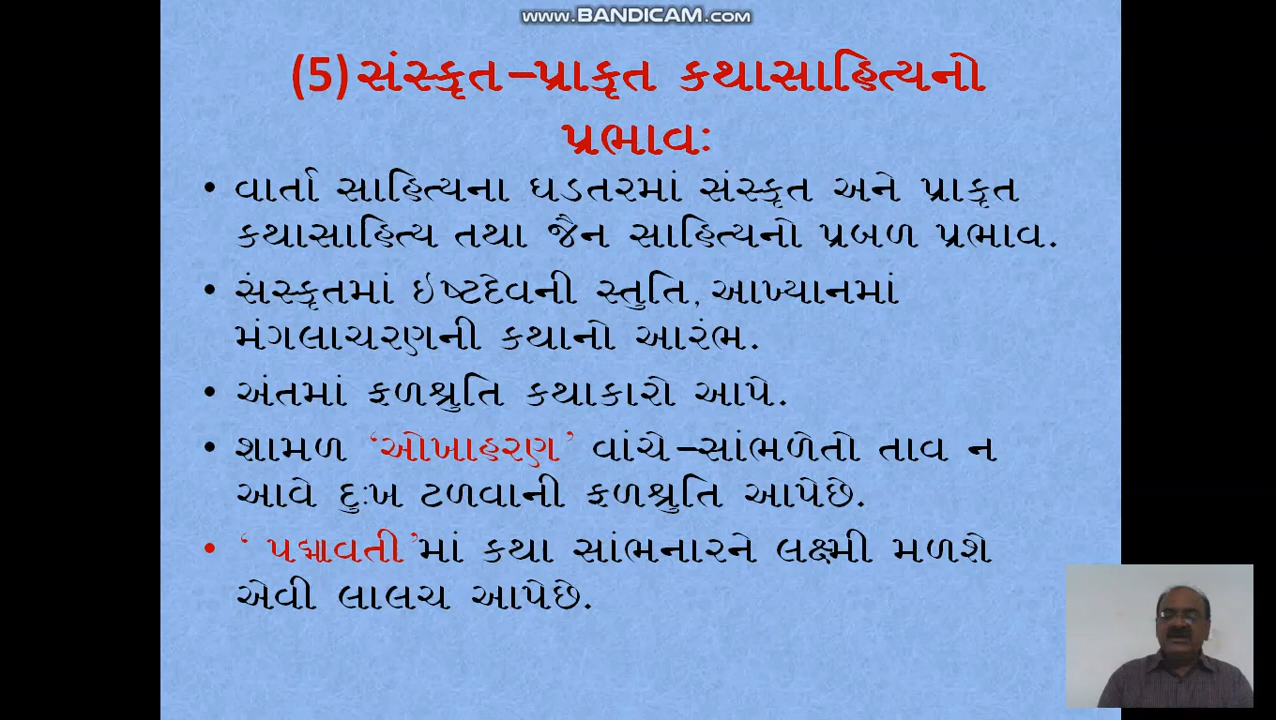 www.BANDICAM.com
(5) સંસ્કૃત-પ્રાકૃત કથાસાહિત્યનો
પ્રભાવઃ
• વાર્તા સાહિત્યના ઘડતરમાં સંસ્કૃત અને પ્રાકૃત
કથાસાહિત્ય તથા જૈન સાહિત્યનો પ્રબળ પ્રભાવ.
• સંસ્કૃતમાં ઇષ્ટદેવની સ્તુતિ, આખ્યાનમાં
મંગલાચરણની કથાનો આરંભ.
• અંતમાં ફળશ્રુતિ કથાકારો આપે.
• શામળ ‘ઓખાહરણ’ વાંચે-સાંભળેતો તાવ ન
આવે દુઃખ ટળવાની ફળશ્રુતિ આપેછે.
• ‘ પદ્માવતી’માં કથા સાંભનારને લક્ષ્મી મળશે
એવી લાલચ આપેછે.